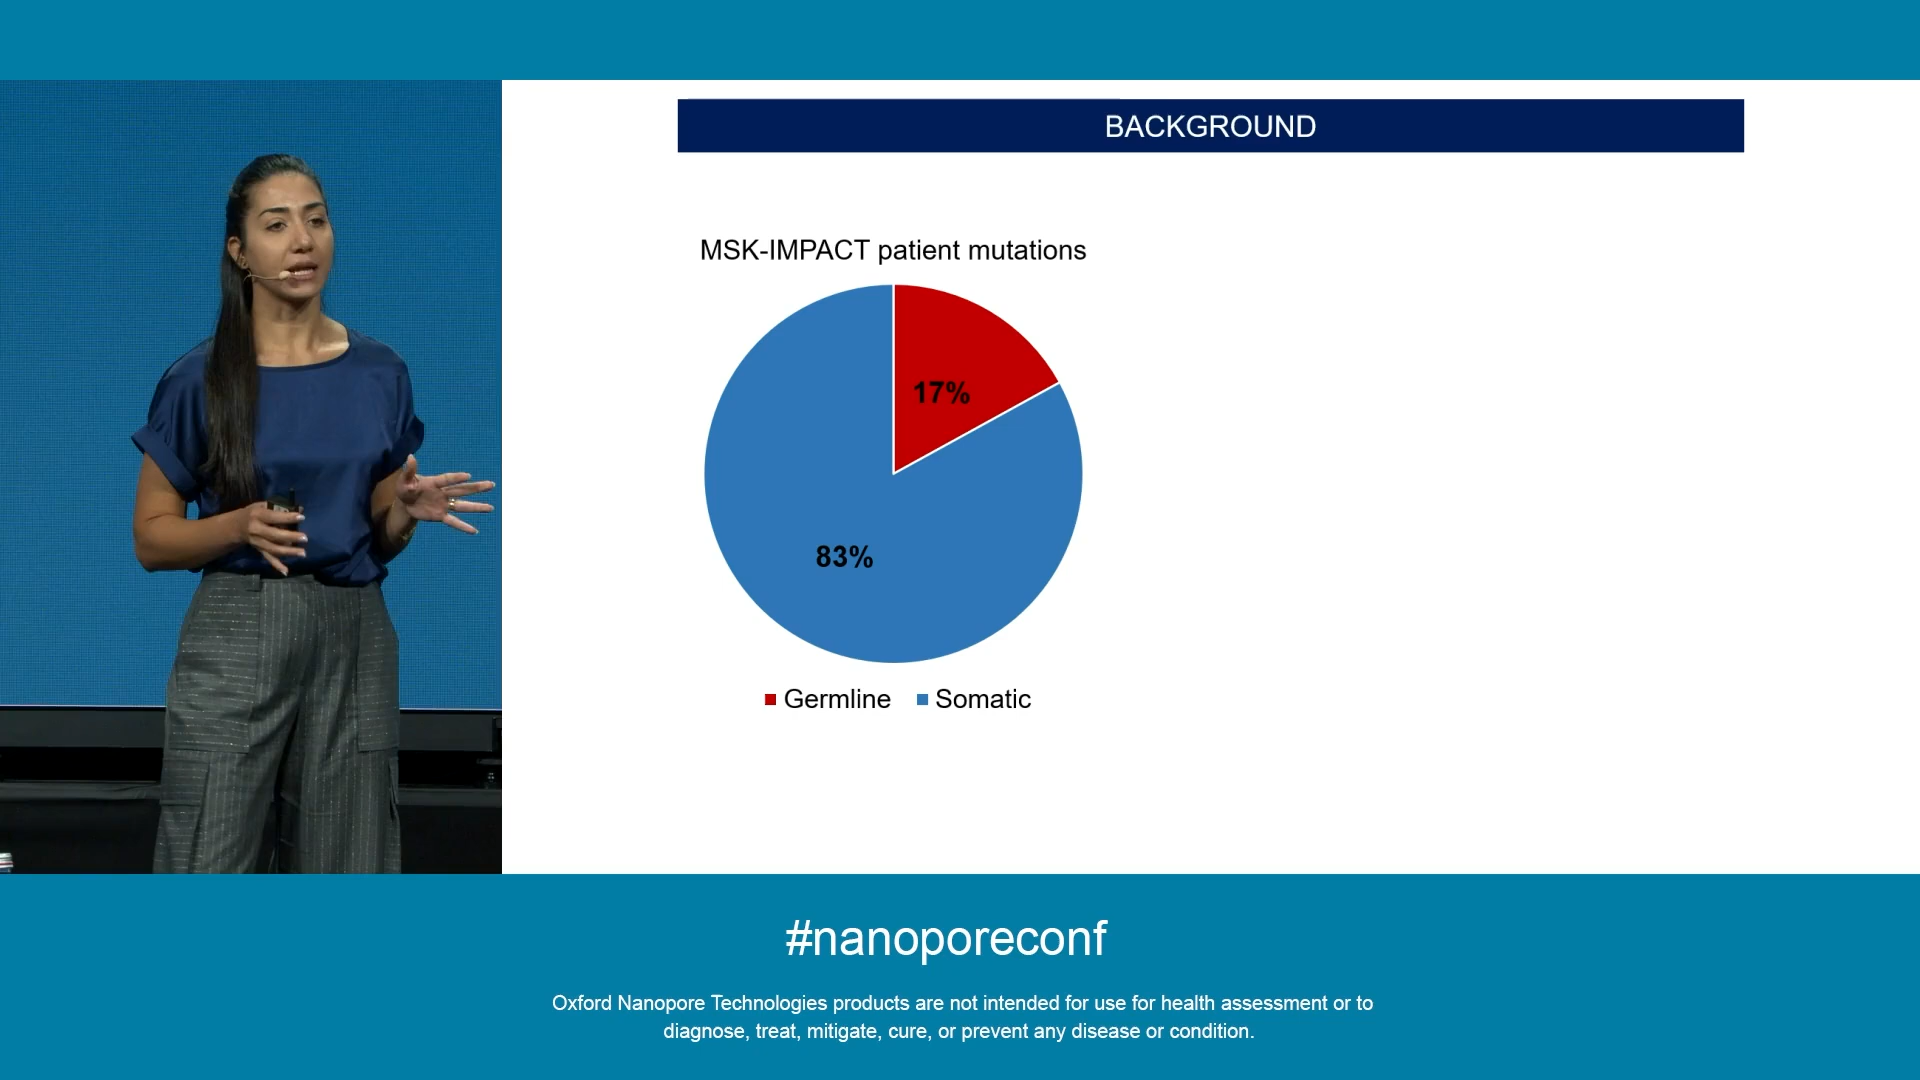 BACKGROUND
MSK-IMPACT patient mutations
17%
83%
Germline Somatic
#nanoporeconf
Oxford Nanopore Technologies products are not intended for use for health assessment or to
diagnose, treat, mitigate, cure, or prevent any disease or condition.